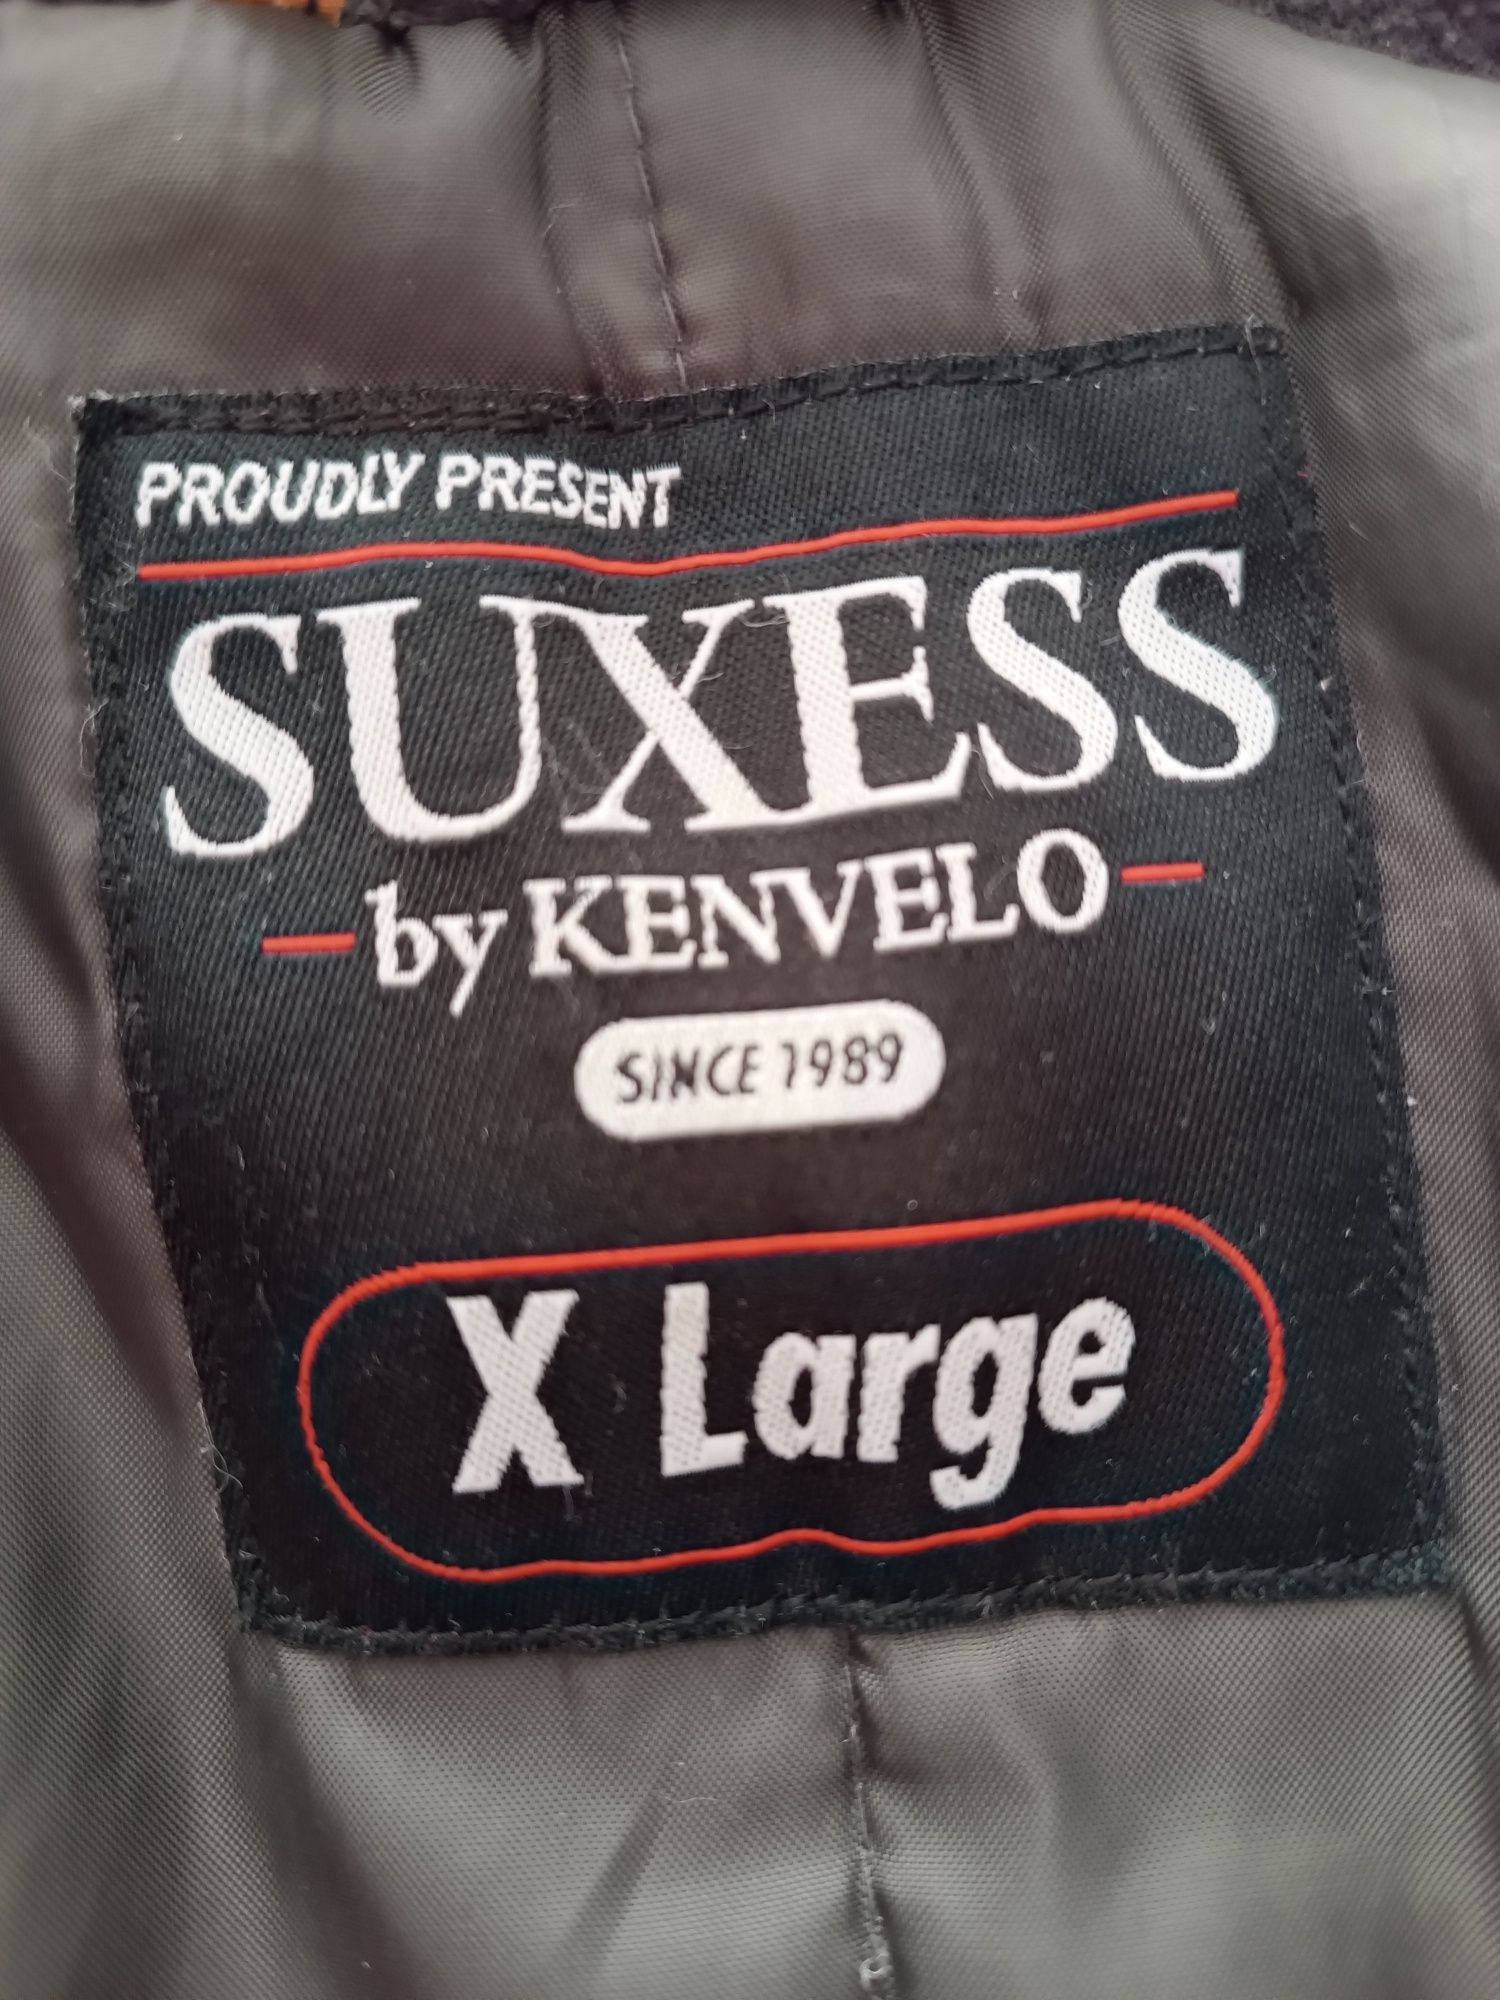 PROUDLY PRESENT
SUXESS
by KENVELO
SINCE 1989
X Large